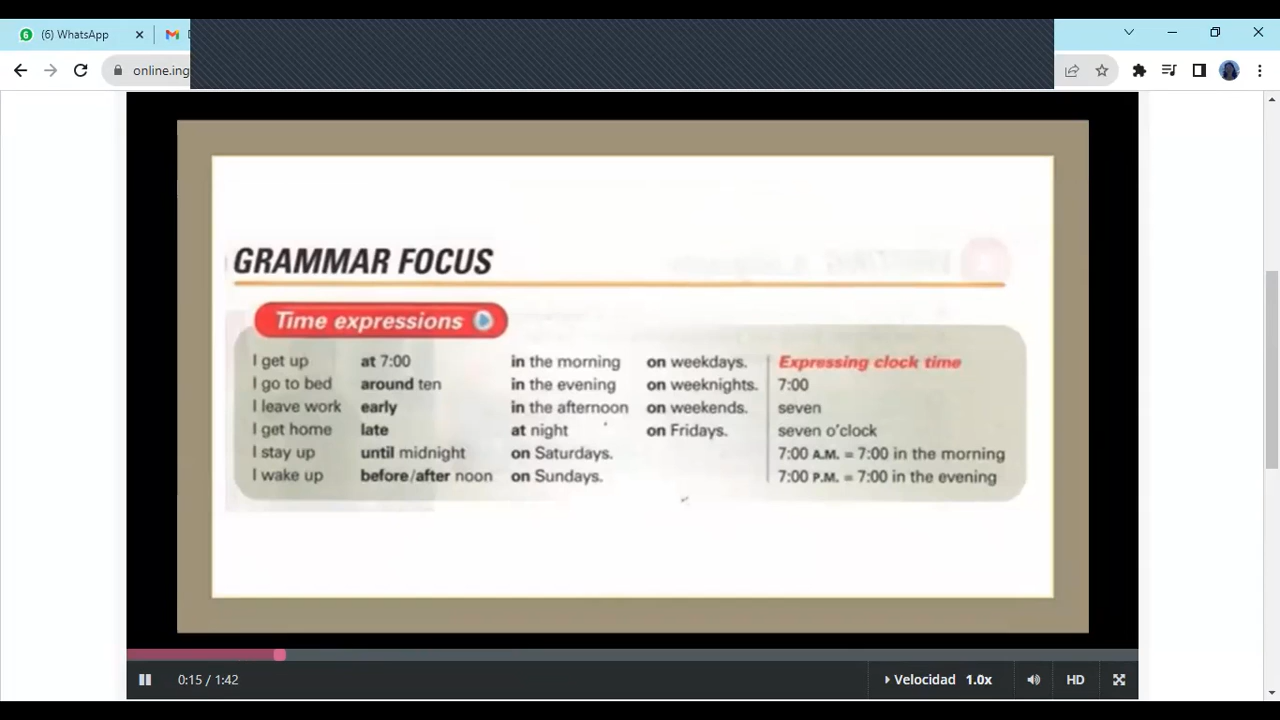 (6) WhatsApp
online.ing
GRAMMAR FOCUS
Time expressions
I get up at 7:00 in the morning on weekdays.
I go to bed around ten in the evening on weeknights.
I leave work early in the afternoon on weekends.
I get home late at night on Fridays.
I stay up until midnight on Saturdays.
I wake up before/after noon on Sundays.
Expressing clock time
7:00
seven
seven o'clock
7:00 A.M. = 7:00 in the morning
7:00 P.M. = 7:00 in the evening
0:15 / 1:42
Velocidad 1.0x
HD